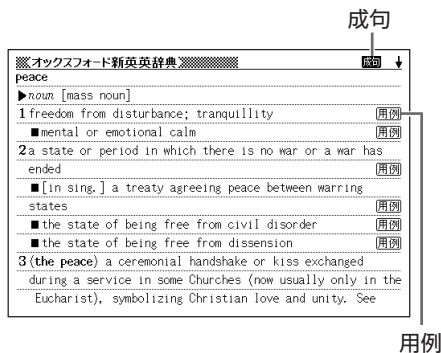 成句
オックスフォード新英英辞典 成句 ↓
peace
▶noun [mass noun]
1 freedom from disturbance; tranquillity 用例
■mental or emotional calm 用例
2 a state or period in which there is no war or a war has
ended 用例
■[in sing.] a treaty agreeing peace between warring
states 用例
■the state of being free from civil disorder 用例
■the state of being free from dissension 用例
3 (the peace) a ceremonial handshake or kiss exchanged
during a service in some Churches (now usually only in the
Eucharist), symbolizing Christian love and unity. See
用例